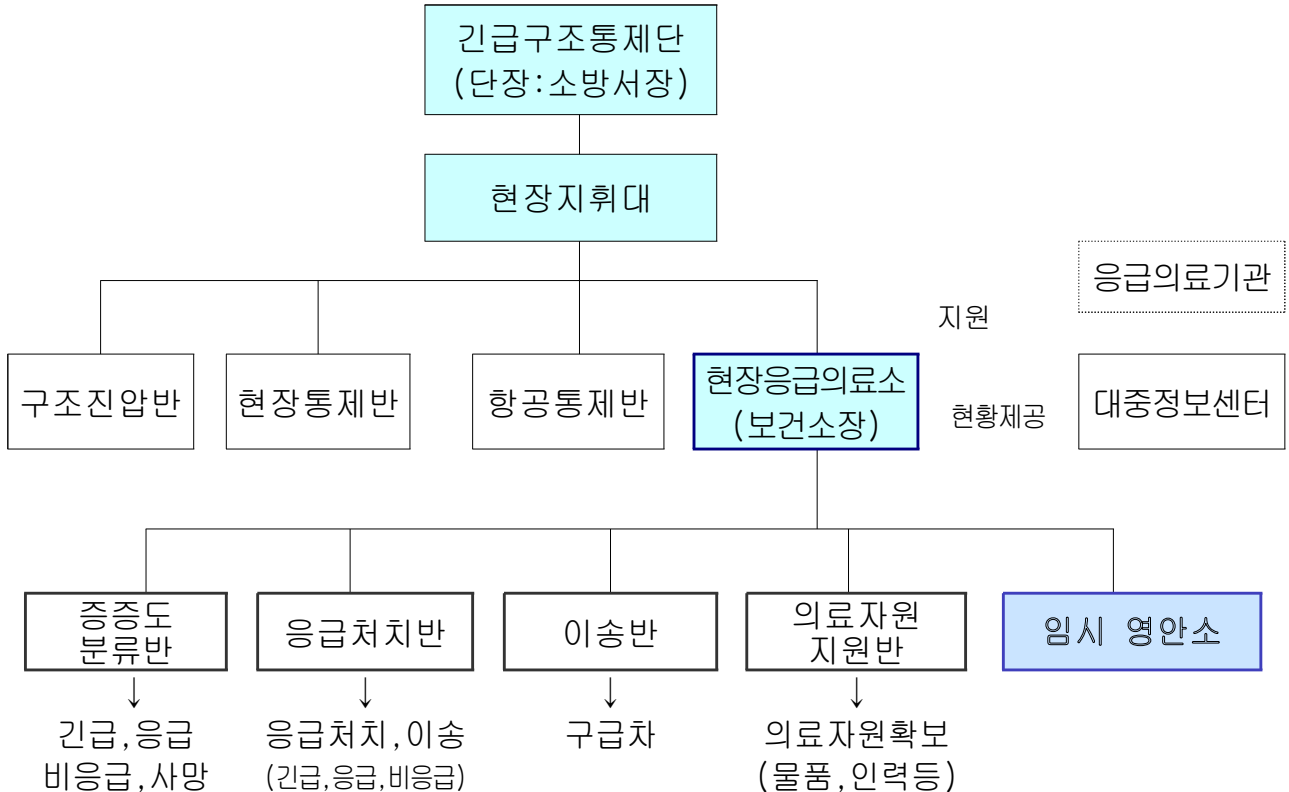 긴급구조통제단
(단장:소방서장)
현장지휘대
응급의료기관
지원
구조진압반
현장통제반
항공통제반
현장응급의료소
(보건소장)
현황제공
대중정보센터
증증도
분류반
응급처치반
이송반
의료자원
지원반
임시 영안소
↓
↓
↓
↓
긴급,응급
비응급,사망
응급처치,이송
(긴급,응급,비응급)
구급차
의료자원확보
(물품,인력등)